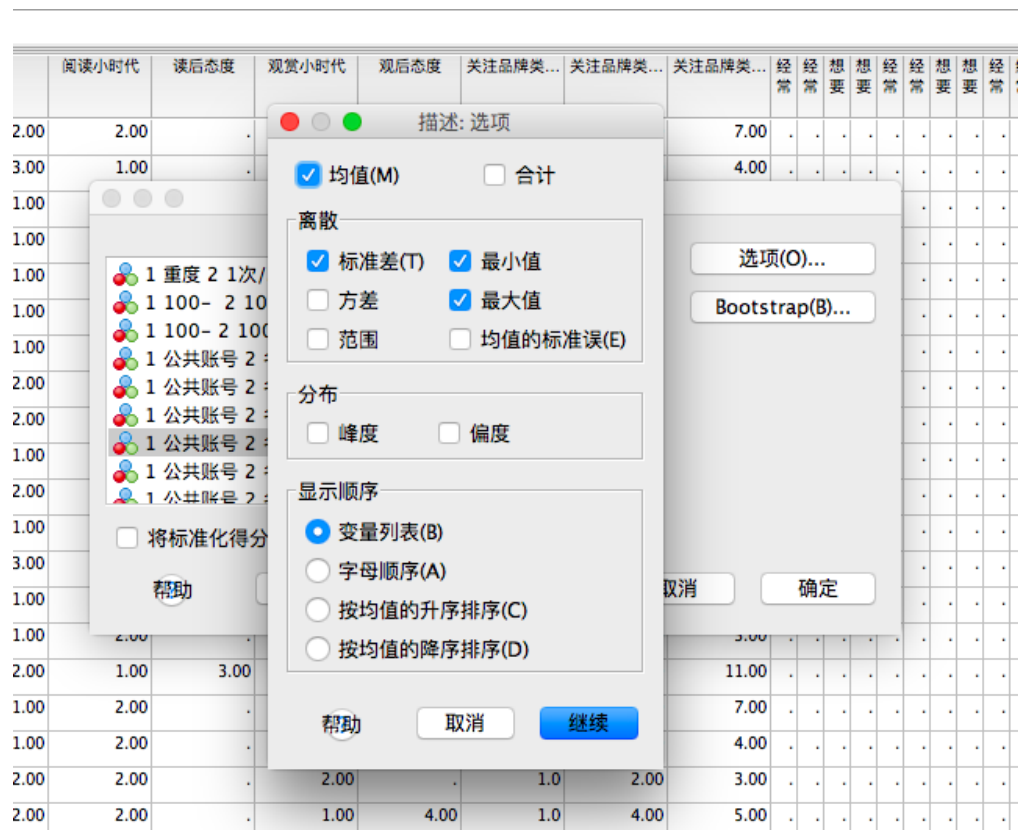 阅读小时代 读后态度 观赏小时代 观后态度 关注品牌类... 关注品牌类... 关注品牌类... 经常 经常 想要 想要 经常 经常 想要 想要 经常
描述: 选项
2.00 2.00 . 7.00 . . . . . . . . .
3.00 1.00 . 4.00 . . . . . . . . .
均值(M) 合计
1.00
离散
1.00
标准差(T) 最小值
选项(O)...
1.00
1 重度 2 1次/
方差 最大值
Bootstrap(B)...
1.00
1 100- 2 10
范围 均值的标准误(E)
1.00
1 100- 2 100
1 公共账号 2
2.00
1 公共账号 2
分布
2.00
1 公共账号 2
峰度 偏度
1.00
1 公共账号 2
1 公共账号 2
2.00
1 公共账号 2
显示顺序
1.00
将标准化得分
变量列表(B)
3.00
字母顺序(A)
1.00
帮助 取消 确定
按均值的升序排序(C)
1.00 2.00 . 5.00
按均值的降序排序(D)
2.00 1.00 3.00 11.00 . . . . . . . . .
1.00 2.00 . 7.00 . . . . . . . . .
帮助 取消 继续
1.00 2.00 . 4.00 . . . . . . . . .
2.00 2.00 . 2.00 . 1.0 2.00 3.00 . . . . . . . . .
2.00 2.00 . 1.00 4.00 1.0 4.00 5.00 . . . . . . . . .